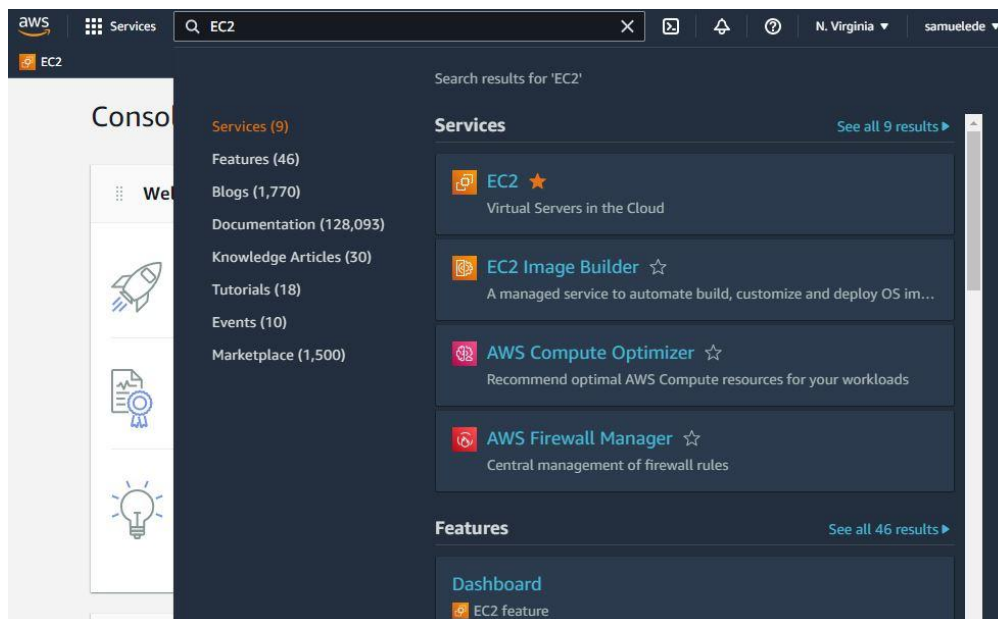 aws
Services
EC2
N. Virginia
samuelede
EC2
Search results for 'EC2'
Consol
Wel
Services (9)
Features (46)
Blogs (1,770)
Documentation (128,093)
Knowledge Articles (30)
Tutorials (18)
Events (10)
Marketplace (1,500)
Services
See all 9 results
EC2
Virtual Servers in the Cloud
EC2 Image Builder
A managed service to automate build, customize and deploy OS im...
AWS Compute Optimizer
Recommend optimal AWS Compute resources for your workloads
AWS Firewall Manager
Central management of firewall rules
Features
See all 46 results
Dashboard
EC2 feature